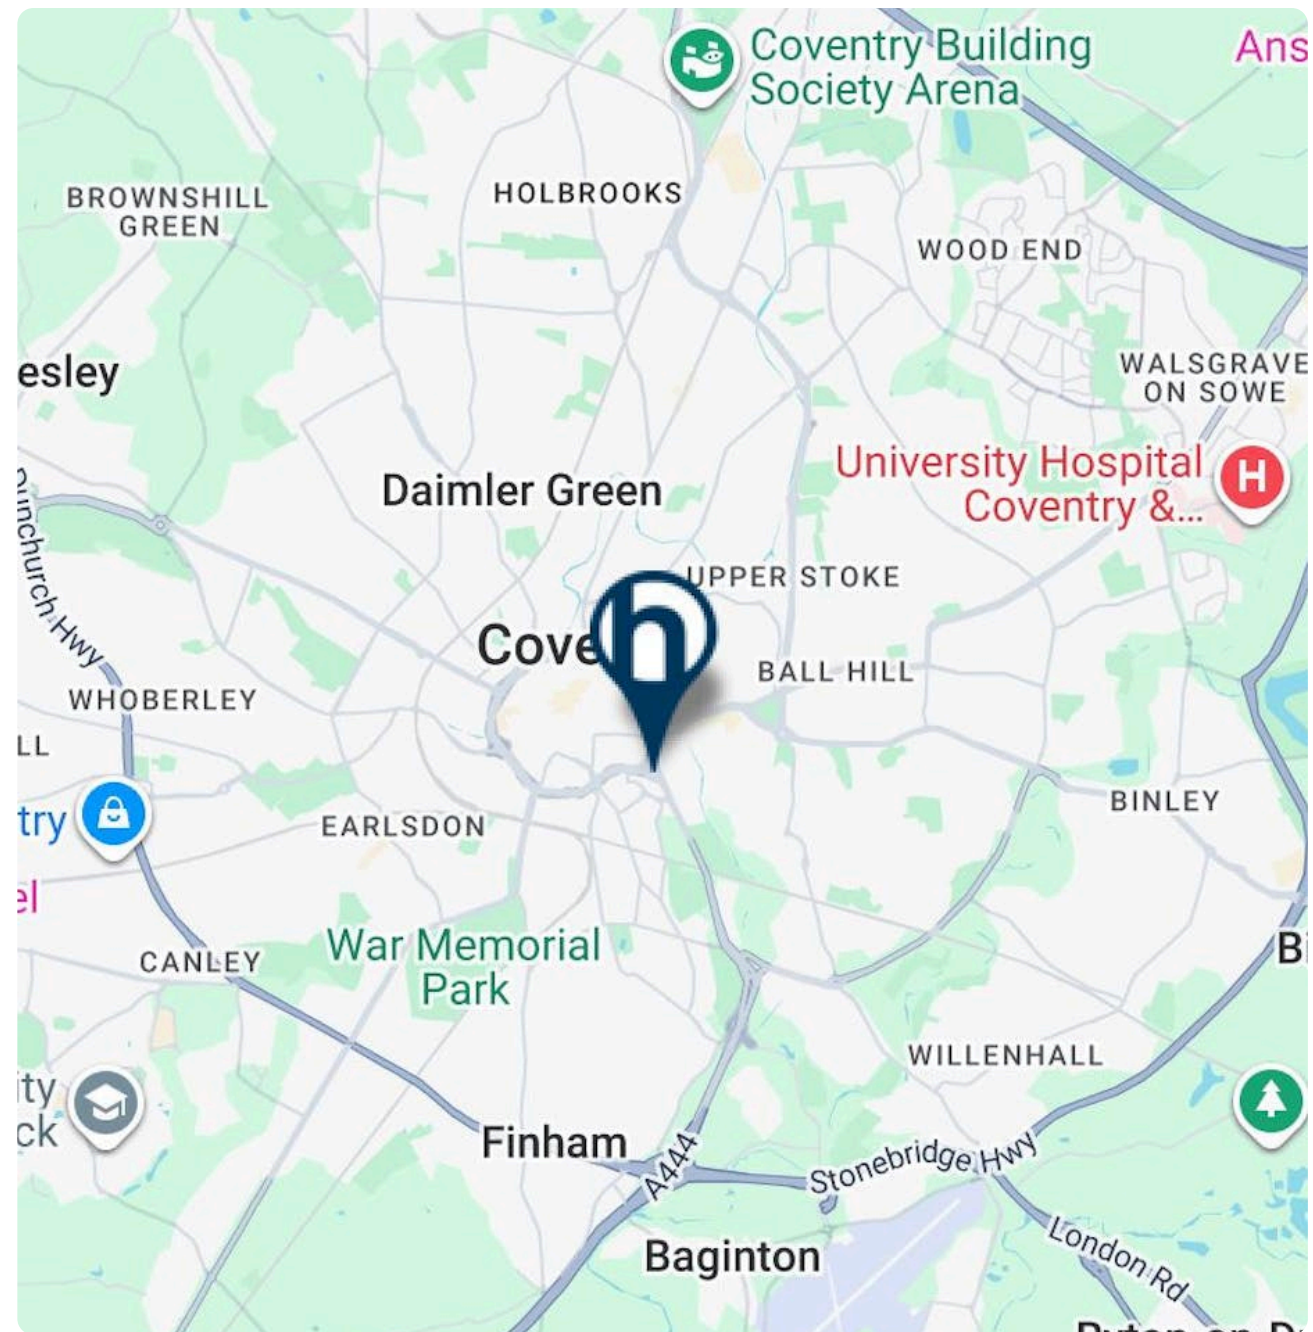 Coventry Building
Society Arena
Ans
BROWNSHILL
GREEN
HOLBROOKS
WOOD END
esley
WALSGRAVE
ON SOWE
University Hospital
Coventry &...
H
Daimler Green
Dunchurch Hwy
UPPER STOKE
h
Cove
BALL HILL
WHOBERLEY
LL
try
BINLEY
EARLSDON
el
War Memorial
Park
CANLEY
Bi
WILLENHALL
ity
ck
Finham
A444
Stonebridge Hwy
Baginton
London Rd